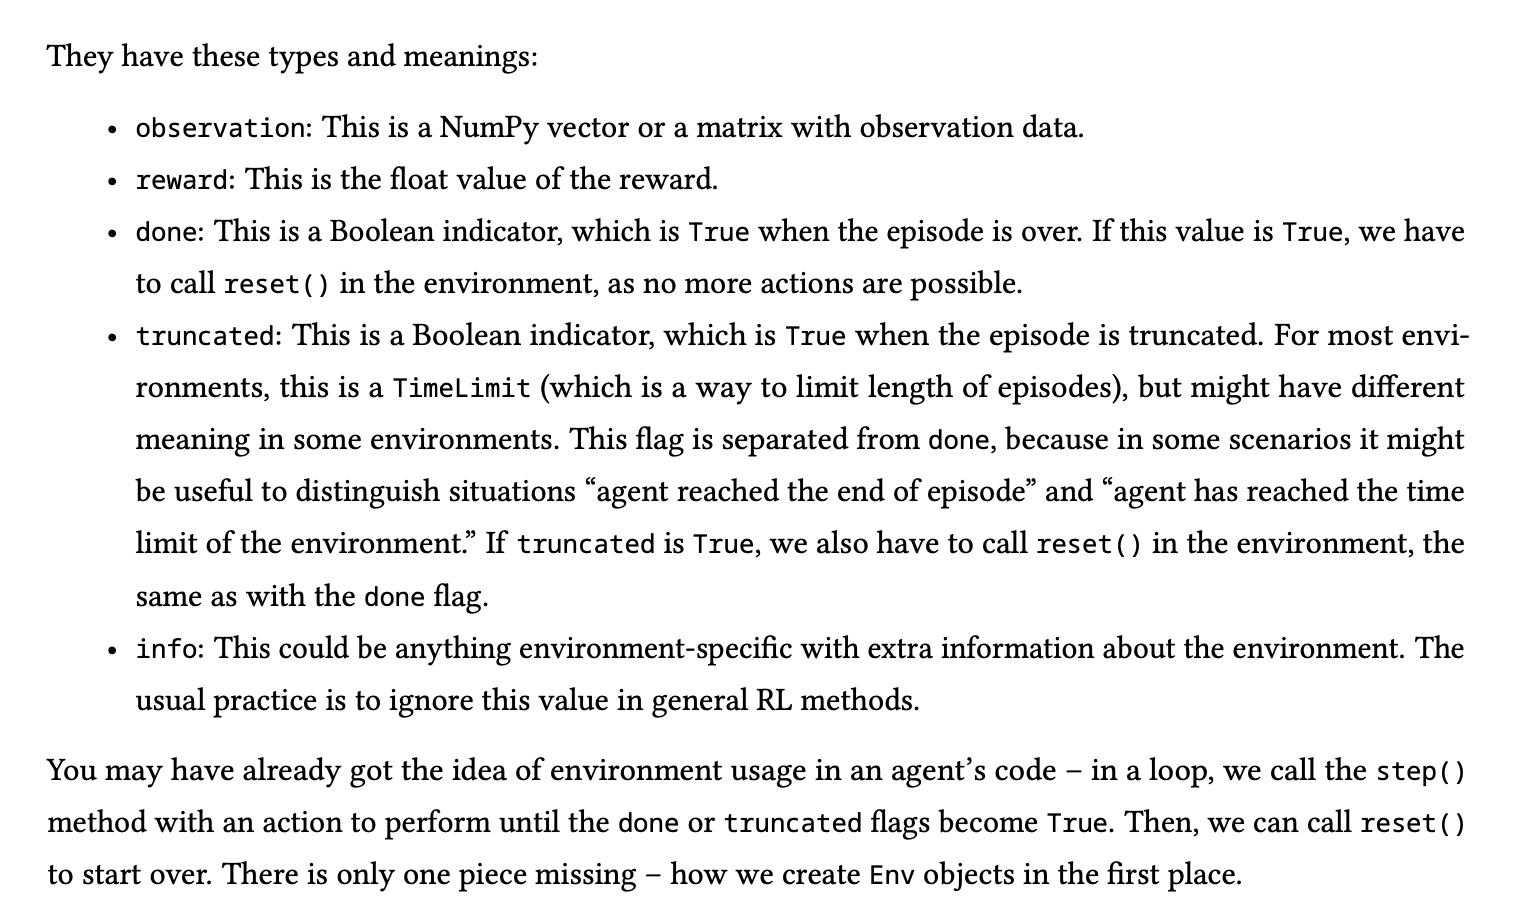 They have these types and meanings:
• observation: This is a NumPy vector or a matrix with observation data.
• reward: This is the float value of the reward.
• done: This is a Boolean indicator, which is True when the episode is over. If this value is True, we have
to call reset() in the environment, as no more actions are possible.
• truncated: This is a Boolean indicator, which is True when the episode is truncated. For most envi-
ronments, this is a TimeLimit (which is a way to limit length of episodes), but might have different
meaning in some environments. This flag is separated from done, because in some scenarios it might
be useful to distinguish situations “agent reached the end of episode” and “agent has reached the time
limit of the environment.” If truncated is True, we also have to call reset() in the environment, the
same as with the done flag.
• info: This could be anything environment-specific with extra information about the environment. The
usual practice is to ignore this value in general RL methods.
You may have already got the idea of environment usage in an agent’s code – in a loop, we call the step()
method with an action to perform until the done or truncated flags become True. Then, we can call reset()
to start over. There is only one piece missing – how we create Env objects in the first place.